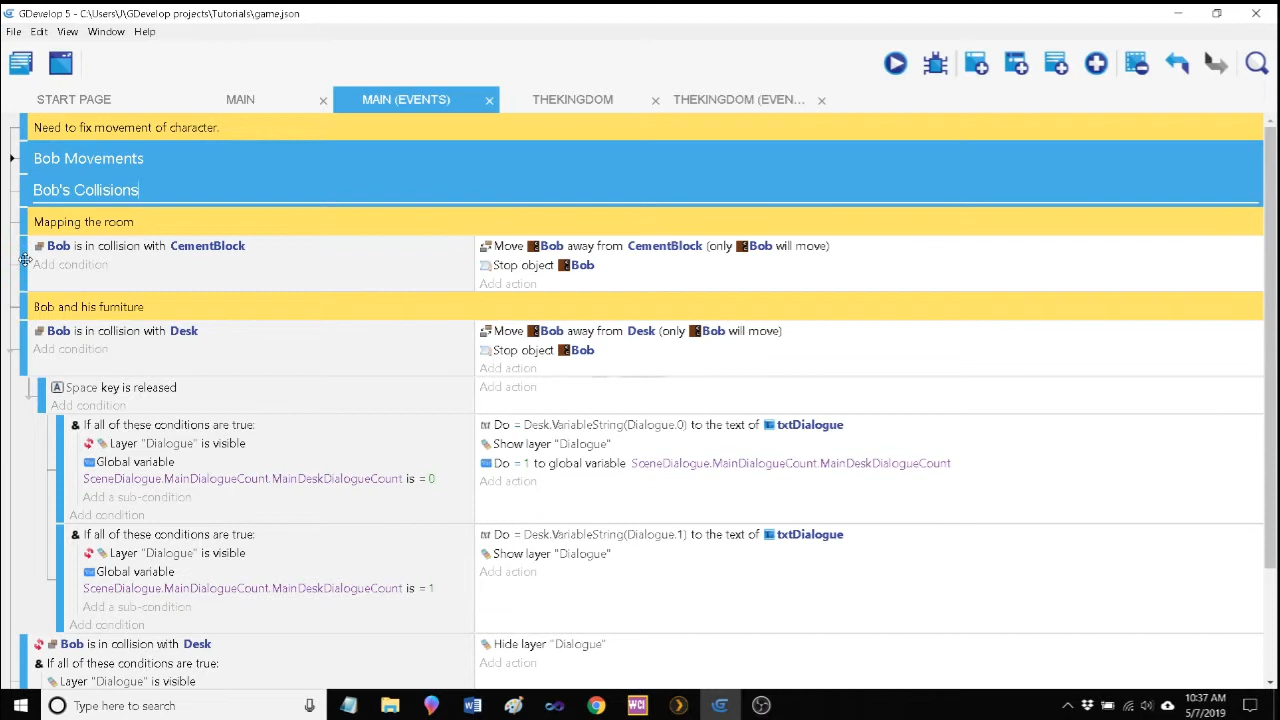 GDevelop 5 - C:\Users\J\GDevelop projects\Tutorials\game.json
File Edit View Window Help
START PAGE MAIN MAIN (EVENTS) THEKINGDOM THEKINGDOM (EVEN...
Need to fix movement of character.
Bob Movements
Bob's Collisions
Mapping the room
Bob is in collision with CementBlock
Add condition
Move Bob away from CementBlock (only Bob will move)
Stop object Bob
Add action
Bob and his furniture
Bob is in collision with Desk
Add condition
Move Bob away from Desk (only Bob will move)
Stop object Bob
Add action
Space key is released
Add condition
Add action
& If all of these conditions are true:
Layer "Dialogue" is visible
Global variable
SceneDialogue.MainDialogueCount.MainDeskDialogueCount is = 0
Add a sub-condition
Add condition
Do = Desk.VariableString(Dialogue.0) to the text of txtDialogue
Show layer "Dialogue"
Do = 1 to global variable SceneDialogue.MainDialogueCount.MainDeskDialogueCount
Add action
& If all of these conditions are true:
Layer "Dialogue" is visible
Global variable
SceneDialogue.MainDialogueCount.MainDeskDialogueCount is = 1
Add a sub-condition
Add condition
Do = Desk.VariableString(Dialogue.1) to the text of txtDialogue
Show layer "Dialogue"
Add action
Bob is in collision with Desk
& If all of these conditions are true:
Layer "Dialogue" is visible
Hide layer "Dialogue"
Add action
Type here to search
WCI
10:37 AM
5/7/2019